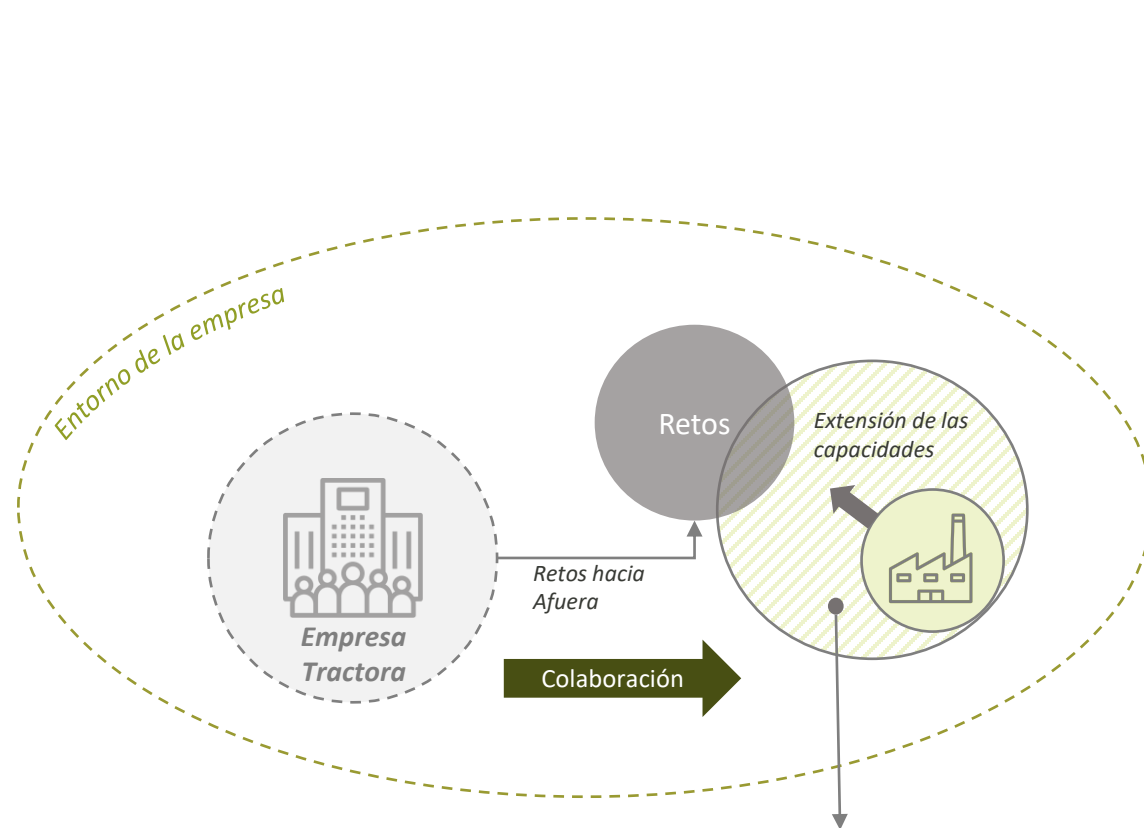 Entorno de la empresa
Retos
Extensión de las
capacidades
Retos hacia
Afuera
Empresa
Tractora
Colaboración